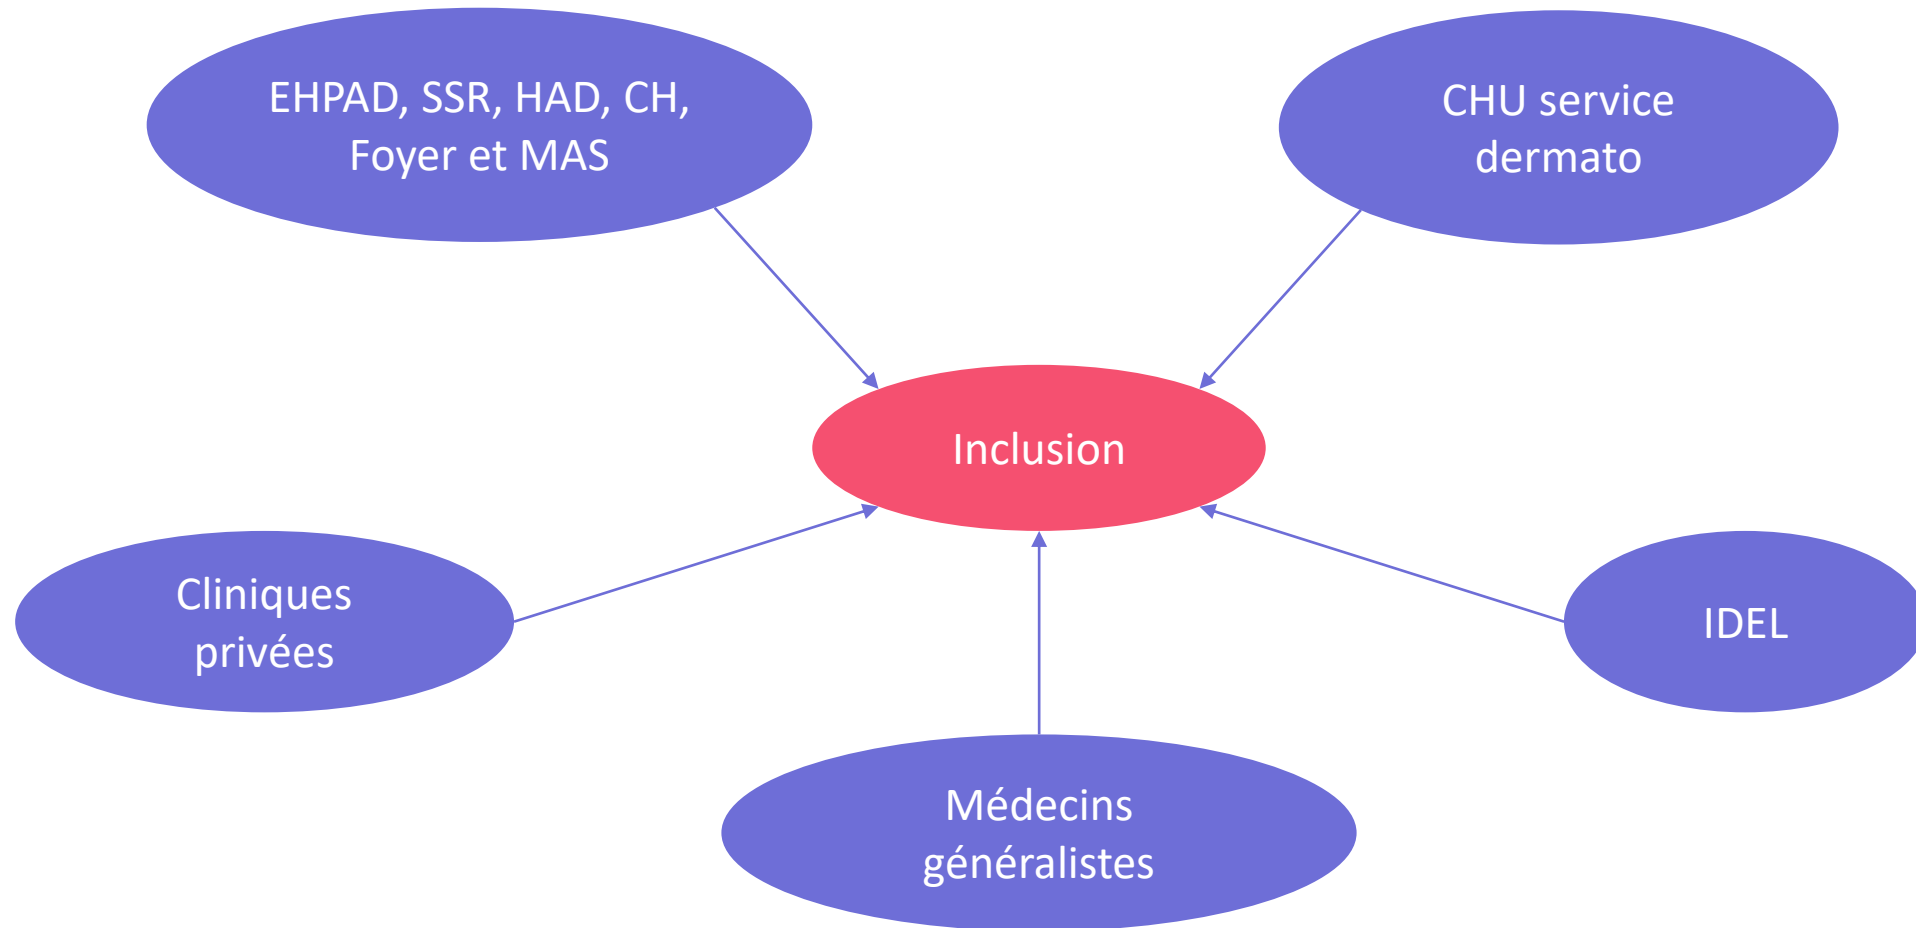 EHPAD, SSR, HAD, CH,
Foyer et MAS
CHU service
dermato
Inclusion
Cliniques
privées
IDEL
Médecins
généralistes